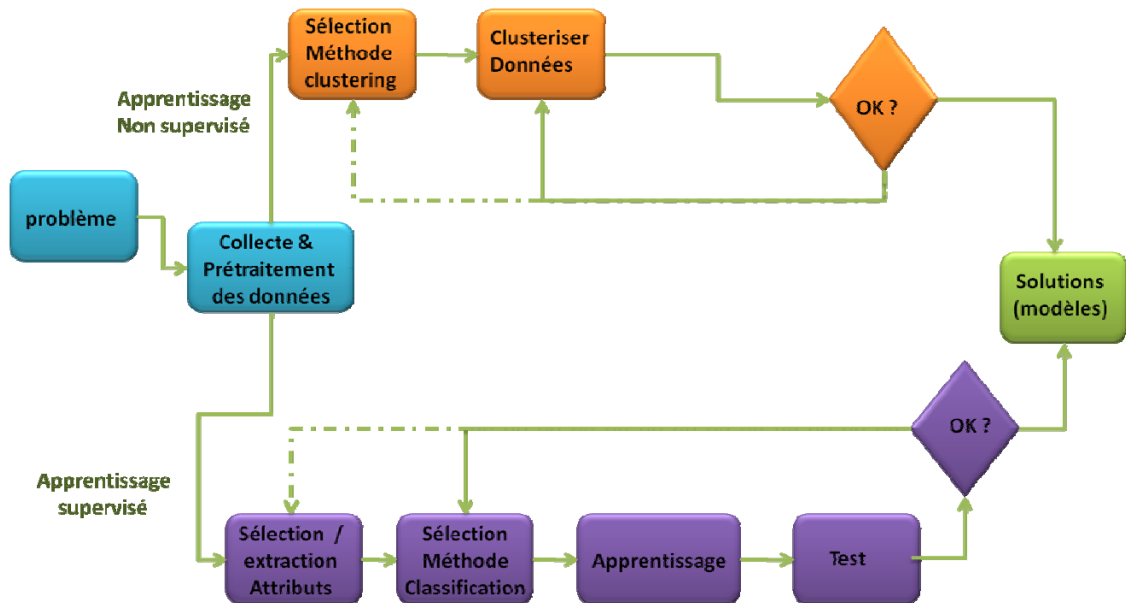 Sélection
Méthode
clustering
Clusteriser
Données
OK ?
Apprentissage
Non supervisé
problème
Collecte &
Prétraitement
des données
Solutions
(modèles)
OK ?
Apprentissage
supervisé
Sélection /
extraction
Attributs
Sélection
Méthode
Classification
Apprentissage
Test